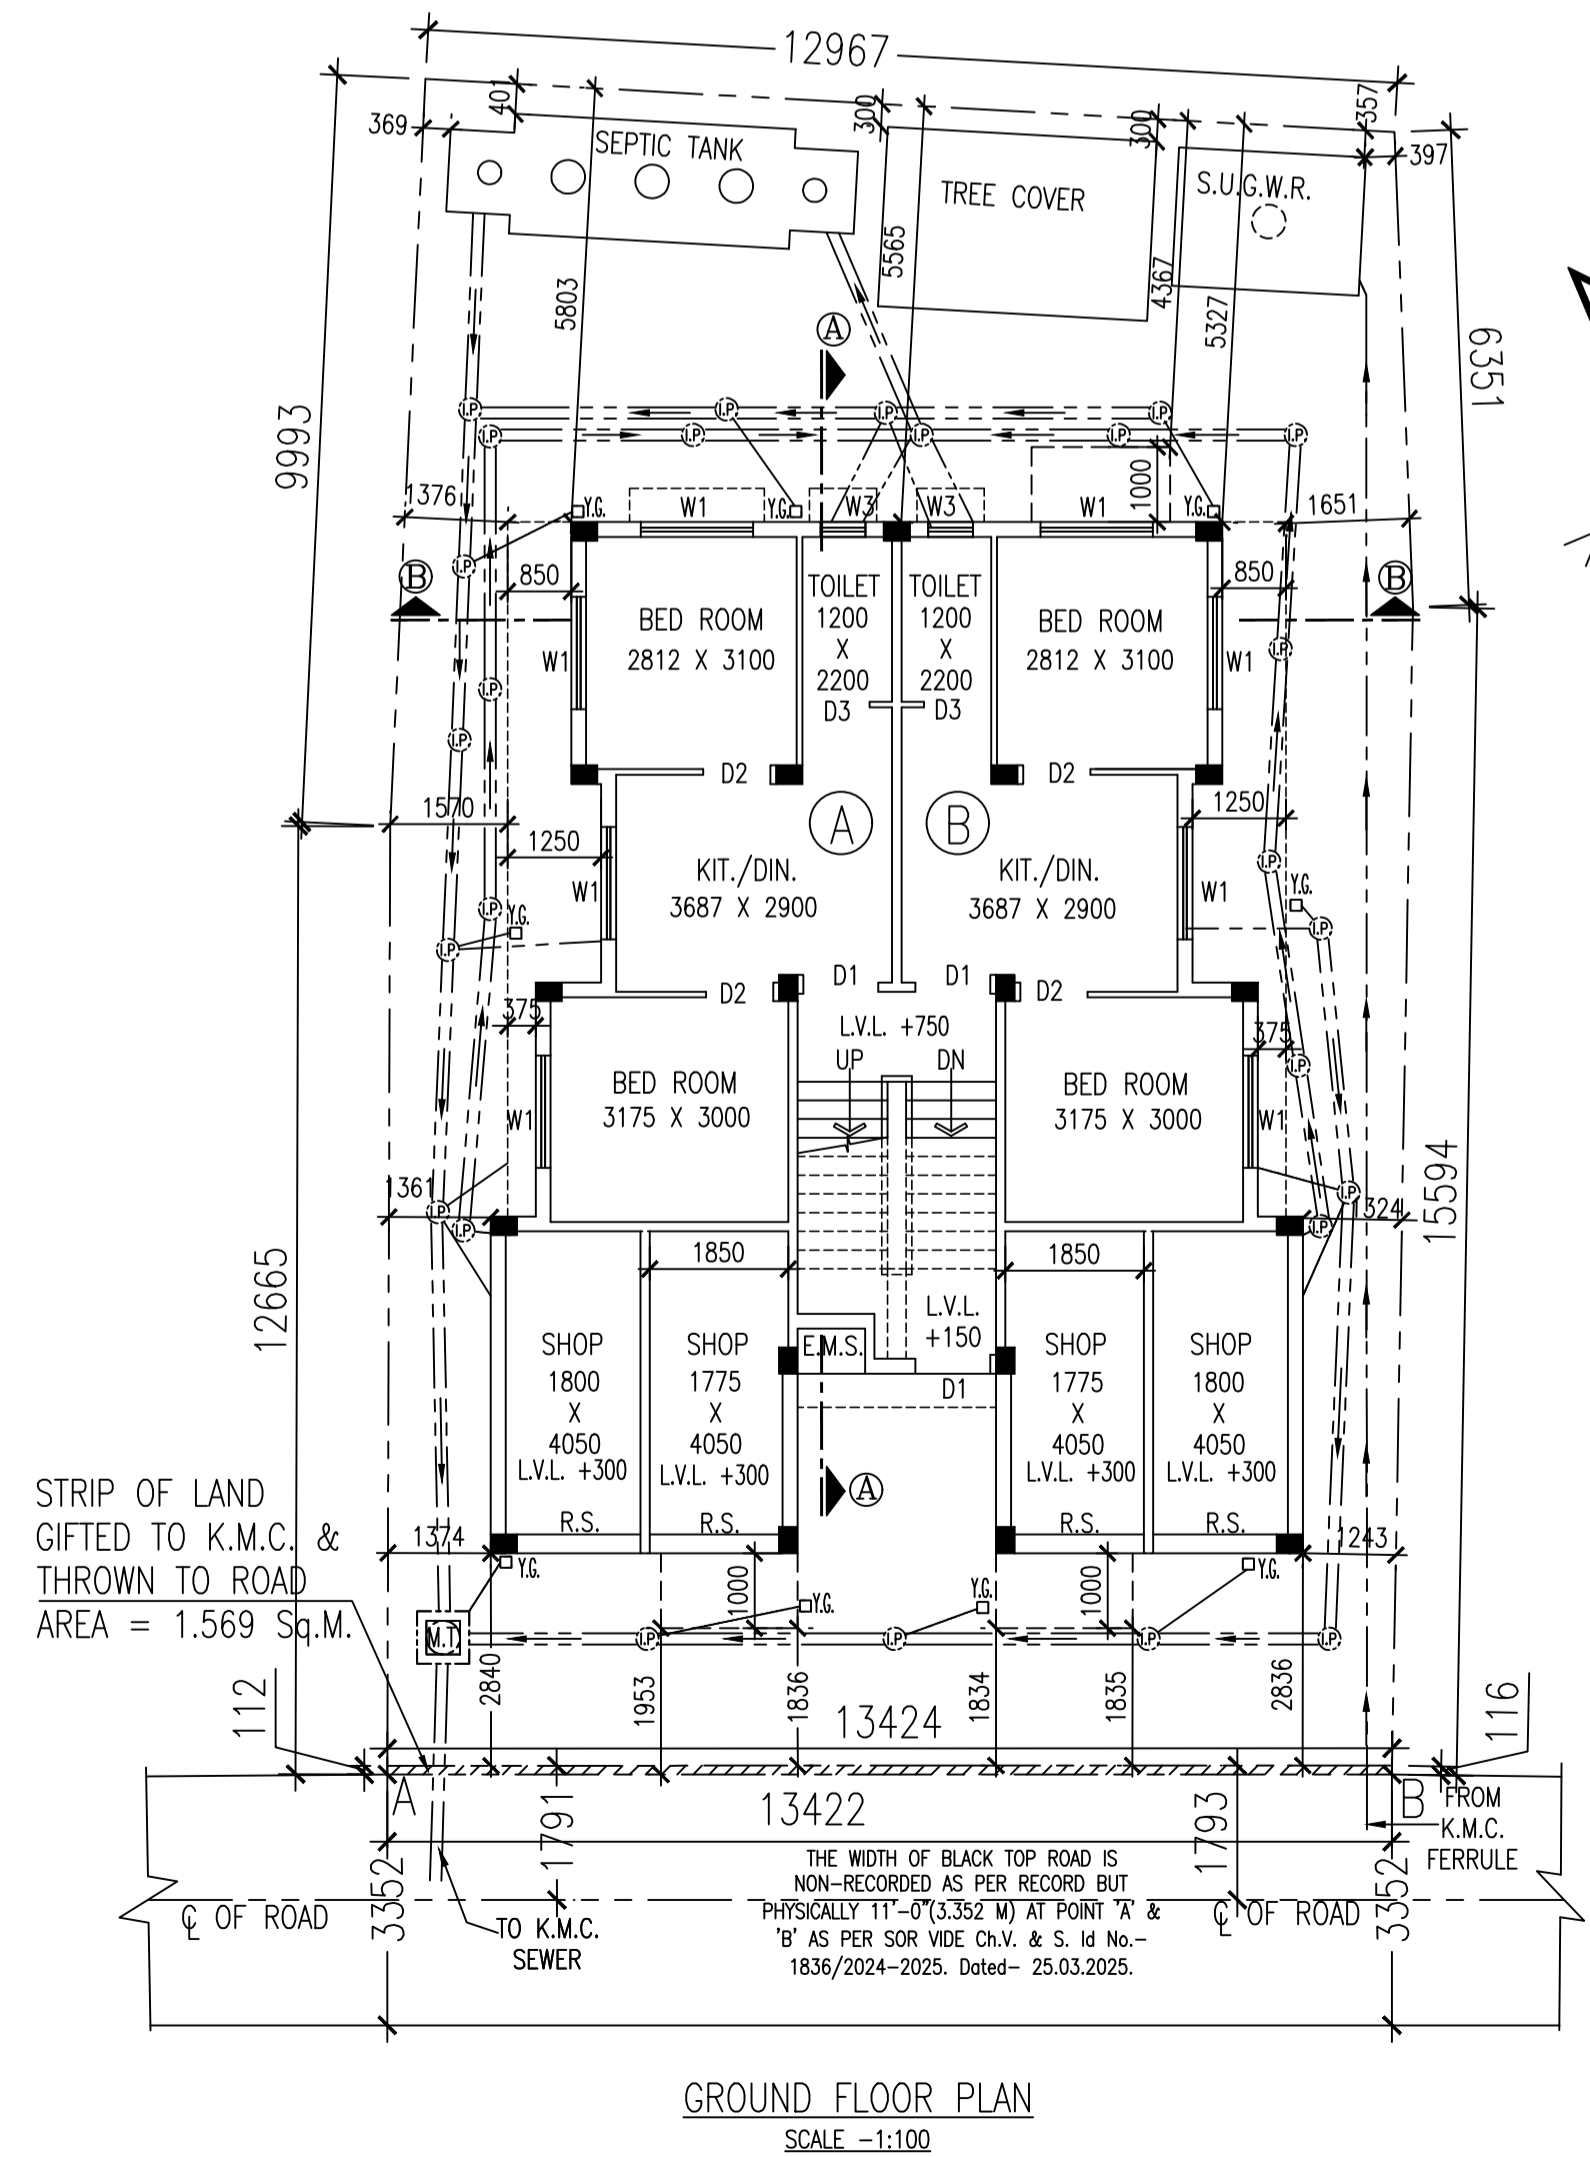 12967
401
369
SEPTIC TANK
300
300
357
397
TREE COVER
S.U.G.W.R.
5803
5565
4367
5327
A
9993
6351
I.P
I.P
I.P
I.P
I.P
I.P
I.P
I.P
I.P
1000
1376
1651
Y.G.
W1
Y.G.
W3
W3
W1
Y.G.
I.P
B
850
850
B
TOILET
1200
X
2200
D3
TOILET
1200
X
2200
D3
BED ROOM
2812 X 3100
BED ROOM
2812 X 3100
W1
W1
I.P
I.P
I.P
D2
D2
1570
1250
1250
A
B
I.P
KIT./DIN.
3687 X 2900
KIT./DIN.
3687 X 2900
W1
W1
Y.G.
I.P
Y.G.
I.P
I.P
D2
D1
D1
D2
375
375
L.V.L. +750
UP
DN
I.P
BED ROOM
3175 X 3000
BED ROOM
3175 X 3000
W1
W1
1361
324
I.P
I.P
I.P
I.P
12665
15594
1850
1850
L.V.L.
+150
E.M.S.
D1
SHOP
1800
X
4050
L.V.L. +300
R.S.
SHOP
1775
X
4050
L.V.L. +300
R.S.
SHOP
1775
X
4050
L.V.L. +300
R.S.
SHOP
1800
X
4050
L.V.L. +300
R.S.
A
STRIP OF LAND
GIFTED TO K.M.C. &
THROWN TO ROAD
AREA = 1.569 Sq.M.
1374
1243
Y.G.
1000
Y.G.
Y.G.
1000
Y.G.
M.T.
I.P
I.P
I.P
I.P
2840
1953
1836
1834
1835
2836
112
116
13424
A
B
13422
1791
1793
3352
3352
FROM
K.M.C.
FERRULE
THE WIDTH OF BLACK TOP ROAD IS
NON-RECORDED AS PER RECORD BUT
PHYSICALLY 11'-0"(3.352 M) AT POINT 'A' &
'B' AS PER SOR VIDE Ch.V. & S. Id No.-
1836/2024-2025. Dated- 25.03.2025.
℄ OF ROAD
℄ OF ROAD
TO K.M.C.
SEWER
GROUND FLOOR PLAN
SCALE -1:100